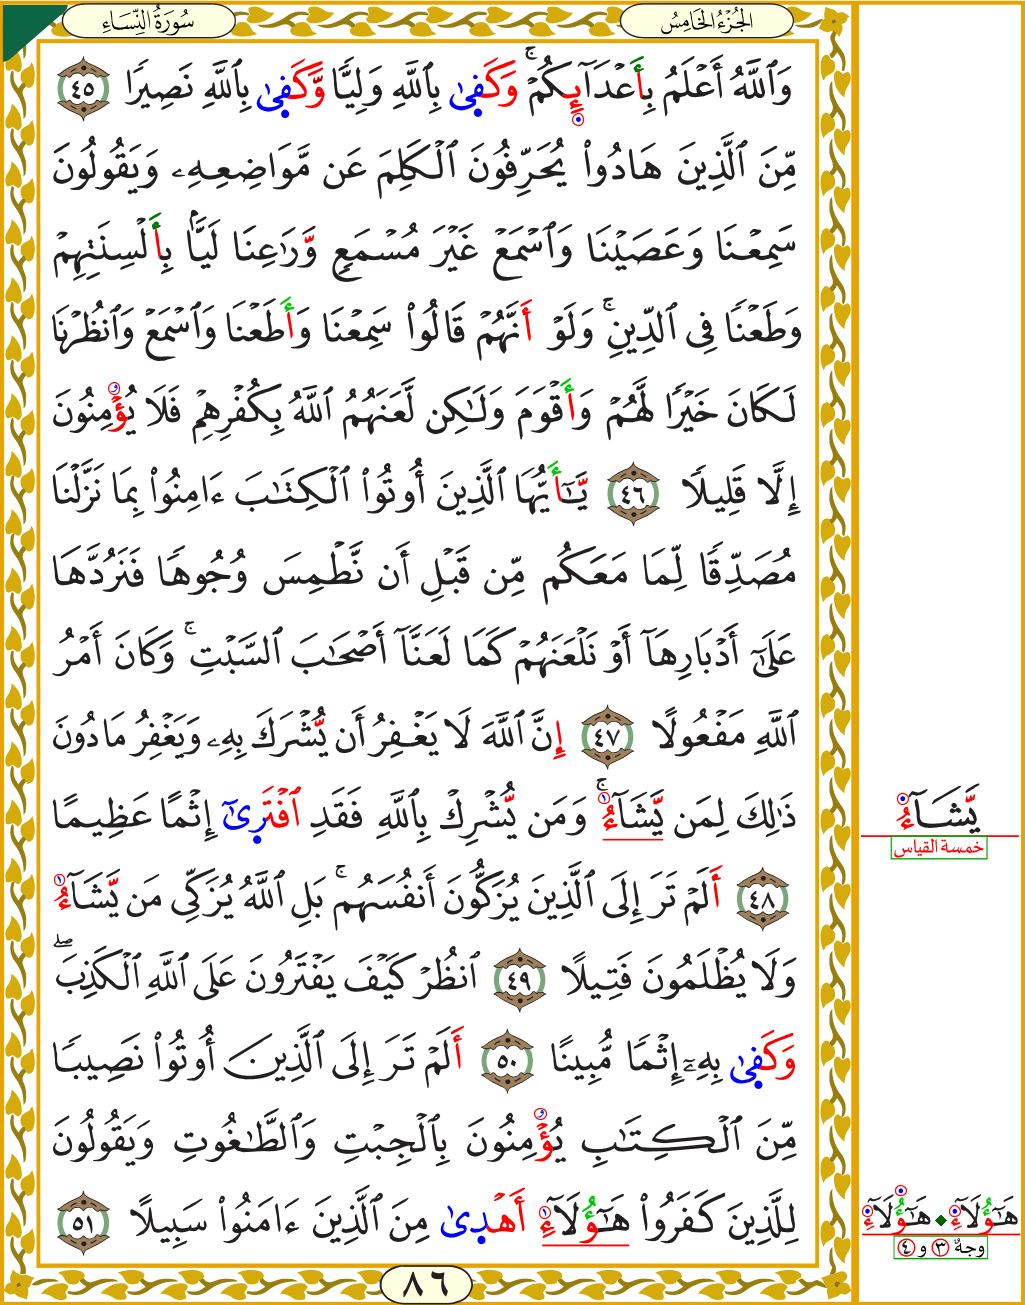 سُورَةُ النِّسَاءِ
الجُزْءُ الخَامِسُ
وَٱللَّهُ أَعْلَمُ بِأَعْدَآئِكُمْۚ وَكَفَىٰ بِٱللَّهِ وَلِيّٗا وَكَفَىٰ بِٱللَّهِ نَصِيرٗا ٤٥
مِّنَ ٱلَّذِينَ هَادُواْ يُحَرِّفُونَ ٱلْكَلِمَ عَن مَّوَاضِعِهِۦ وَيَقُولُونَ
سَمِعْنَا وَعَصَيْنَا وَٱسْمَعْ غَيْرَ مُسْمَعٖ وَّرَٰعِنَا لَيَّۢا بِأَلْسِنَتِهِمْ
وَطَعْنٗا فِى ٱلدِّينِۚ وَلَوْ أَنَّهُمْ قَالُواْ سَمِعْنَا وَأَطَعْنَا وَٱسْمَعْ وَٱنظُرْنَا
لَكَانَ خَيْرٗا لَّهُمْ وَأَقْوَمَ وَلَٰكِن لَّعَنَهُمُ ٱللَّهُ بِكُفْرِهِمْ فَلَا يُؤْمِنُونَ
إِلَّا قَلِيلٗا ٤٦ يَّٰٓأَيُّهَا ٱلَّذِينَ أُوتُواْ ٱلْكِتَٰبَ ءَامِنُواْ بِمَا نَزَّلْنَا
مُصَدِّقٗا لِّمَا مَعَكُم مِّن قَبْلِ أَن نَّطْمِسَ وُجُوهٗا فَنَرُدَّهَا
عَلَىٰٓ أَدْبَارِهَآ أَوْ نَلْعَنَهُمْ كَمَا لَعَنَّآ أَصْحَٰبَ ٱلسَّبْتِۚ وَكَانَ أَمْرُ
ٱللَّهِ مَفْعُولًا ٤٧ إِنَّ ٱللَّهَ لَا يَغْفِرُ أَن يُّشْرَكَ بِهِۦ وَيَغْفِرُ مَا دُونَ
ذَٰلِكَ لِمَن يَّشَآءُۚ وَمَن يُّشْرِكْ بِٱللَّهِ فَقَدِ ٱفْتَرَىٰٓ إِثْمًا عَظِيمًا
٤٨ أَلَمْ تَرَ إِلَى ٱلَّذِينَ يُزَكُّونَ أَنفُسَهُمۚ بَلِ ٱللَّهُ يُزَكِّى مَن يَّشَآءُ
وَلَا يُظْلَمُونَ فَتِيلًا ٤٩ ٱنظُرْ كَيْفَ يَفْتَرُونَ عَلَى ٱللَّهِ ٱلْكَذِبَۖ
وَكَفَىٰ بِهِۦٓ إِثْمٗا مُّبِينًا ٥٠ أَلَمْ تَرَ إِلَى ٱلَّذِينَ أُوتُواْ نَصِيبٗا
مِّنَ ٱلْكِتَٰبِ يُؤْمِنُونَ بِٱلْجِبْتِ وَٱلطَّٰغُوتِ وَيَقُولُونَ
لِلَّذِينَ كَفَرُواْ هَٰٓؤُلَآءِ أَهْدَىٰ مِنَ ٱلَّذِينَ ءَامَنُواْ سَبِيلًا ٥١
٨٦
يَّشَآءُ
خمسة القياس
هَٰٓؤُلَآءِ هَٰٓؤُلَآءِ
وجهُ ٣ و ٤